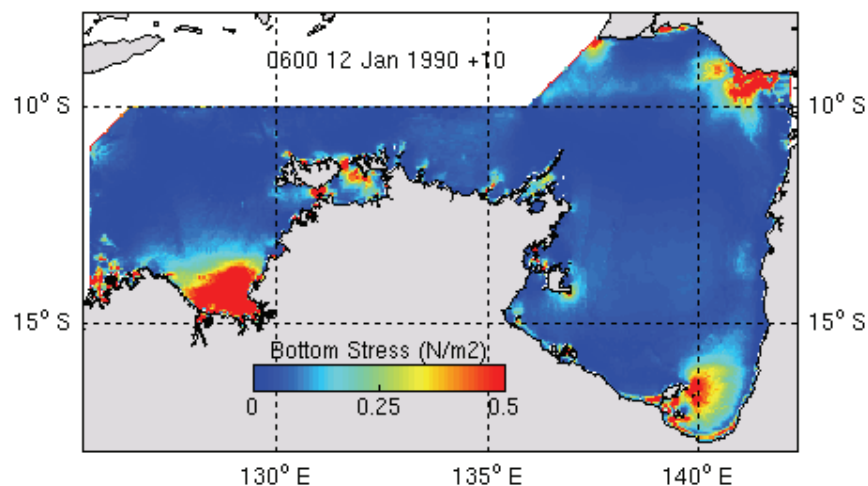 0600 12 Jan 1990 +10
10° S
10° S
15° S
15° S
Bottom Stress (N/m2)
0
0.25
0.5
130° E
135° E
140° E